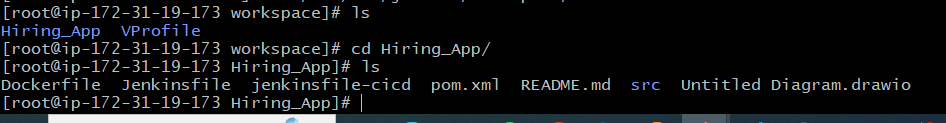 [root@ip-172-31-19-173 workspace]# ls
Hiring_App  VProfile
[root@ip-172-31-19-173 workspace]# cd Hiring_App/
[root@ip-172-31-19-173 Hiring_App]# ls
Dockerfile  Jenkinsfile  jenkinsfile-cicd  pom.xml  README.md  src  Untitled Diagram.drawio
[root@ip-172-31-19-173 Hiring_App]#